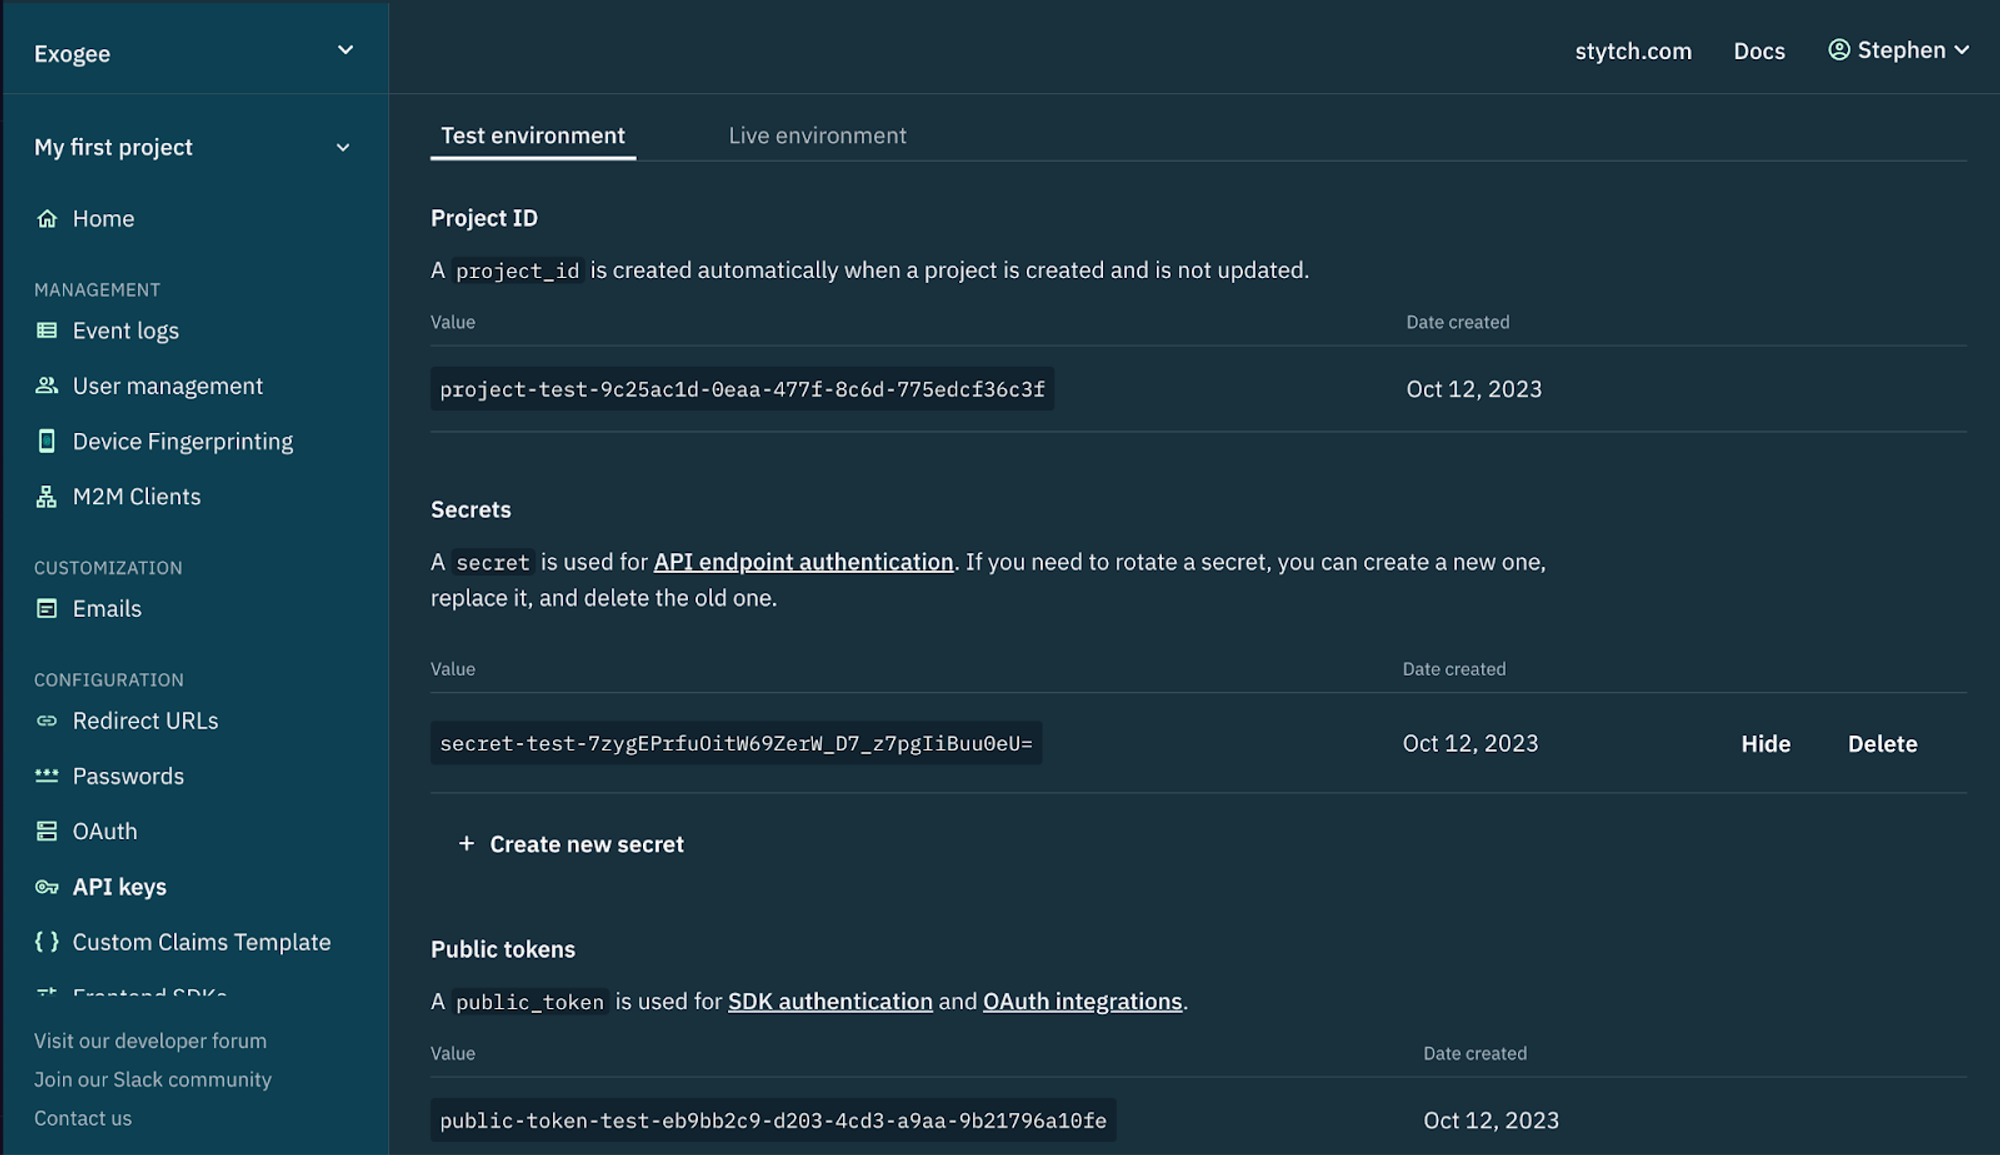 Exogee
stytch.com Docs Stephen
My first project
Home
MANAGEMENT
Event logs
User management
Device Fingerprinting
M2M Clients
CUSTOMIZATION
Emails
CONFIGURATION
Redirect URLs
Passwords
OAuth
API keys
{ } Custom Claims Template
Frontend SDKs
Visit our developer forum
Join our Slack community
Contact us
Test environment Live environment
Project ID
A project_id is created automatically when a project is created and is not updated.
Value Date created
project-test-9c25ac1d-0eaa-477f-8c6d-775edcf36c3f Oct 12, 2023
Secrets
A secret is used for API endpoint authentication. If you need to rotate a secret, you can create a new one,
replace it, and delete the old one.
Value Date created
secret-test-7zygEPrfuOitW69ZerW_D7_z7pgIiBuu0eU= Oct 12, 2023 Hide Delete
+ Create new secret
Public tokens
A public_token is used for SDK authentication and OAuth integrations.
Value Date created
public-token-test-eb9bb2c9-d203-4cd3-a9aa-9b21796a10fe Oct 12, 2023